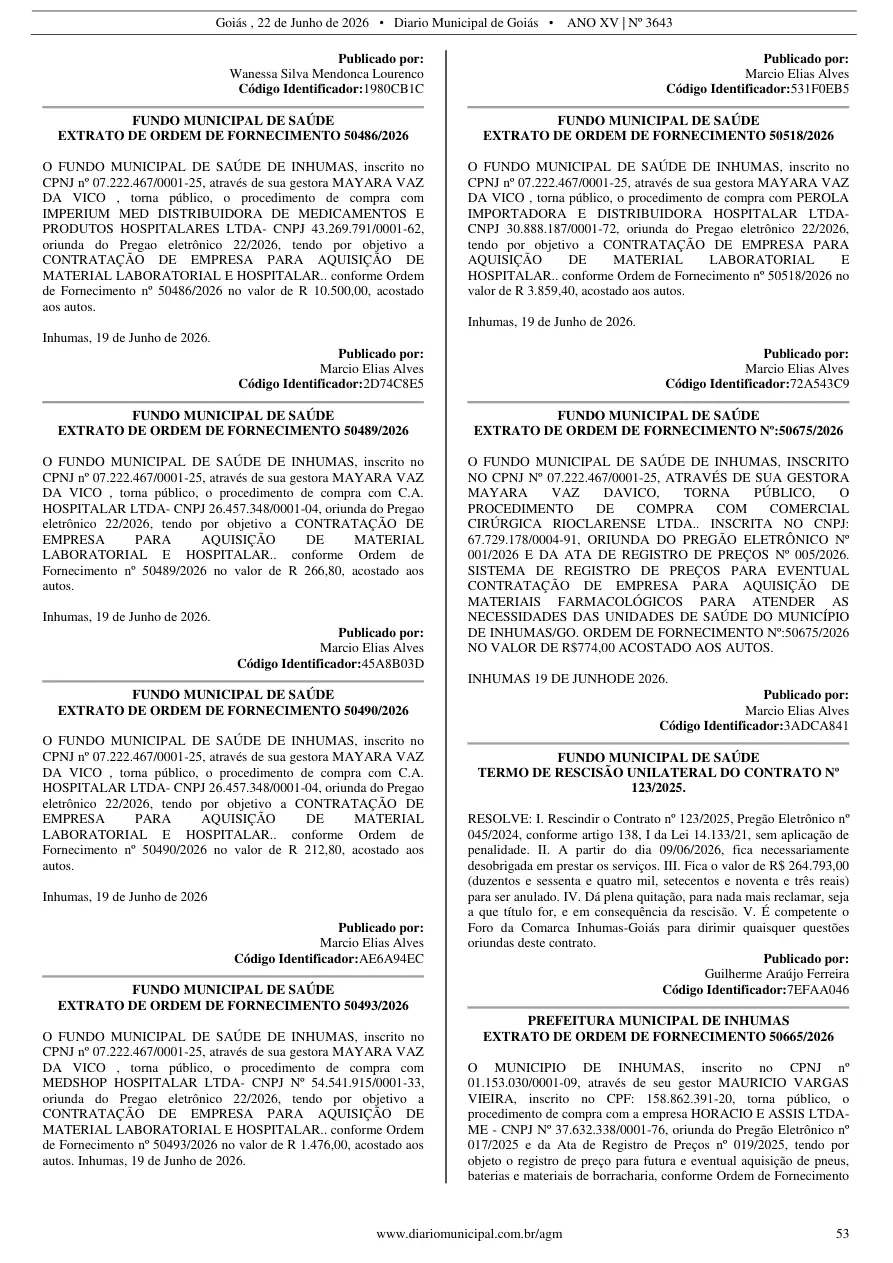 Goiás , 22 de Junho de 2026 • Diario Municipal de Goiás • ANO XV | Nº 3643
Publicado por:
Wanessa Silva Mendonca Lourenco
Código Identificador:1980CB1C
FUNDO MUNICIPAL DE SAÚDE
EXTRATO DE ORDEM DE FORNECIMENTO 50486/2026
O FUNDO MUNICIPAL DE SAÚDE DE INHUMAS, inscrito no
CPNJ nº 07.222.467/0001-25, através de sua gestora MAYARA VAZ
DA VICO , torna público, o procedimento de compra com
IMPERIUM MED DISTRIBUIDORA DE MEDICAMENTOS E
PRODUTOS HOSPITALARES LTDA- CNPJ 43.269.791/0001-62,
oriunda do Pregao eletrônico 22/2026, tendo por objetivo a
CONTRATAÇÃO DE EMPRESA PARA AQUISIÇÃO DE
MATERIAL LABORATORIAL E HOSPITALAR.. conforme Ordem
de Fornecimento nº 50486/2026 no valor de R 10.500,00, acostado
aos autos.
Inhumas, 19 de Junho de 2026.
Publicado por:
Marcio Elias Alves
Código Identificador:2D74C8E5
FUNDO MUNICIPAL DE SAÚDE
EXTRATO DE ORDEM DE FORNECIMENTO 50489/2026
O FUNDO MUNICIPAL DE SAÚDE DE INHUMAS, inscrito no
CPNJ nº 07.222.467/0001-25, através de sua gestora MAYARA VAZ
DA VICO , torna público, o procedimento de compra com C.A.
HOSPITALAR LTDA- CNPJ 26.457.348/0001-04, oriunda do Pregao
eletrônico 22/2026, tendo por objetivo a CONTRATAÇÃO DE
EMPRESA PARA AQUISIÇÃO DE MATERIAL
LABORATORIAL E HOSPITALAR.. conforme Ordem de
Fornecimento nº 50489/2026 no valor de R 266,80, acostado aos
autos.
Inhumas, 19 de Junho de 2026.
Publicado por:
Marcio Elias Alves
Código Identificador:45A8B03D
FUNDO MUNICIPAL DE SAÚDE
EXTRATO DE ORDEM DE FORNECIMENTO 50490/2026
O FUNDO MUNICIPAL DE SAÚDE DE INHUMAS, inscrito no
CPNJ nº 07.222.467/0001-25, através de sua gestora MAYARA VAZ
DA VICO , torna público, o procedimento de compra com C.A.
HOSPITALAR LTDA- CNPJ 26.457.348/0001-04, oriunda do Pregao
eletrônico 22/2026, tendo por objetivo a CONTRATAÇÃO DE
EMPRESA PARA AQUISIÇÃO DE MATERIAL
LABORATORIAL E HOSPITALAR.. conforme Ordem de
Fornecimento nº 50490/2026 no valor de R 212,80, acostado aos
autos.
Inhumas, 19 de Junho de 2026
Publicado por:
Marcio Elias Alves
Código Identificador:AE6A94EC
FUNDO MUNICIPAL DE SAÚDE
EXTRATO DE ORDEM DE FORNECIMENTO 50493/2026
O FUNDO MUNICIPAL DE SAÚDE DE INHUMAS, inscrito no
CPNJ nº 07.222.467/0001-25, através de sua gestora MAYARA VAZ
DA VICO , torna público, o procedimento de compra com
MEDSHOP HOSPITALAR LTDA- CNPJ Nº 54.541.915/0001-33,
oriunda do Pregao eletrônico 22/2026, tendo por objetivo a
CONTRATAÇÃO DE EMPRESA PARA AQUISIÇÃO DE
MATERIAL LABORATORIAL E HOSPITALAR.. conforme Ordem
de Fornecimento nº 50493/2026 no valor de R 1.476,00, acostado aos
autos. Inhumas, 19 de Junho de 2026.
Publicado por:
Marcio Elias Alves
Código Identificador:531F0EB5
FUNDO MUNICIPAL DE SAÚDE
EXTRATO DE ORDEM DE FORNECIMENTO 50518/2026
O FUNDO MUNICIPAL DE SAÚDE DE INHUMAS, inscrito no
CPNJ nº 07.222.467/0001-25, através de sua gestora MAYARA VAZ
DA VICO , torna público, o procedimento de compra com PEROLA
IMPORTADORA E DISTRIBUIDORA HOSPITALAR LTDA-
CNPJ 30.888.187/0001-72, oriunda do Pregao eletrônico 22/2026,
tendo por objetivo a CONTRATAÇÃO DE EMPRESA PARA
AQUISIÇÃO DE MATERIAL LABORATORIAL E
HOSPITALAR.. conforme Ordem de Fornecimento nº 50518/2026 no
valor de R 3.859,40, acostado aos autos.
Inhumas, 19 de Junho de 2026.
Publicado por:
Marcio Elias Alves
Código Identificador:72A543C9
FUNDO MUNICIPAL DE SAÚDE
EXTRATO DE ORDEM DE FORNECIMENTO Nº:50675/2026
O FUNDO MUNICIPAL DE SAÚDE DE INHUMAS, INSCRITO
NO CPNJ Nº 07.222.467/0001-25, ATRAVÉS DE SUA GESTORA
MAYARA VAZ DAVICO, TORNA PÚBLICO, O
PROCEDIMENTO DE COMPRA COM COMERCIAL
CIRÚRGICA RIOCLARENSE LTDA.. INSCRITA NO CNPJ:
67.729.178/0004-91, ORIUNDA DO PREGÃO ELETRÔNICO Nº
001/2026 E DA ATA DE REGISTRO DE PREÇOS Nº 005/2026.
SISTEMA DE REGISTRO DE PREÇOS PARA EVENTUAL
CONTRATAÇÃO DE EMPRESA PARA AQUISIÇÃO DE
MATERIAIS FARMACOLÓGICOS PARA ATENDER AS
NECESSIDADES DAS UNIDADES DE SAÚDE DO MUNICÍPIO
DE INHUMAS/GO. ORDEM DE FORNECIMENTO Nº:50675/2026
NO VALOR DE R$774,00 ACOSTADO AOS AUTOS.
INHUMAS 19 DE JUNHODE 2026.
Publicado por:
Marcio Elias Alves
Código Identificador:3ADCA841
FUNDO MUNICIPAL DE SAÚDE
TERMO DE RESCISÃO UNILATERAL DO CONTRATO Nº
123/2025.
RESOLVE: I. Rescindir o Contrato nº 123/2025, Pregão Eletrônico nº
045/2024, conforme artigo 138, I da Lei 14.133/21, sem aplicação de
penalidade. II. A partir do dia 09/06/2026, fica necessariamente
desobrigada em prestar os serviços. III. Fica o valor de R$ 264.793,00
(duzentos e sessenta e quatro mil, setecentos e noventa e três reais)
para ser anulado. IV. Dá plena quitação, para nada mais reclamar, seja
a que título for, e em consequência da rescisão. V. É competente o
Foro da Comarca Inhumas-Goiás para dirimir quaisquer questões
oriundas deste contrato.
Publicado por:
Guilherme Araújo Ferreira
Código Identificador:7EFAA046
PREFEITURA MUNICIPAL DE INHUMAS
EXTRATO DE ORDEM DE FORNECIMENTO 50665/2026
O MUNICIPIO DE INHUMAS, inscrito no CPNJ nº
01.153.030/0001-09, através de seu gestor MAURICIO VARGAS
VIEIRA, inscrito no CPF: 158.862.391-20, torna público, o
procedimento de compra com a empresa HORACIO E ASSIS LTDA-
ME - CNPJ Nº 37.632.338/0001-76, oriunda do Pregão Eletrônico nº
017/2025 e da Ata de Registro de Preços nº 019/2025, tendo por
objeto o registro de preço para futura e eventual aquisição de pneus,
baterias e materiais de borracharia, conforme Ordem de Fornecimento
www.diariomunicipal.com.br/agm
53